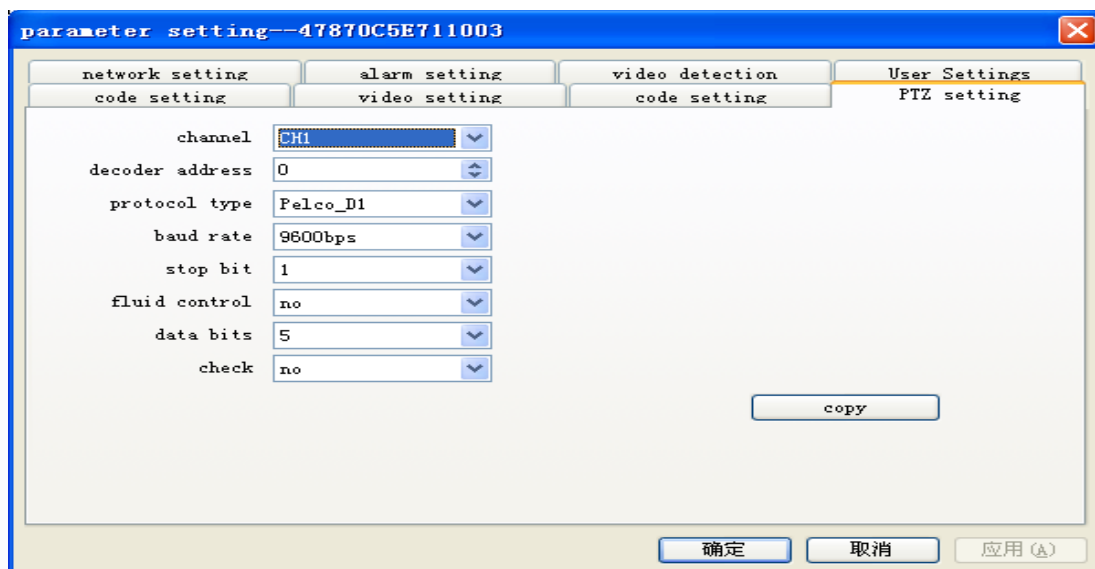 parameter setting--47870C5E711003
network setting alarm setting video detection User Settings
code setting video setting code setting PTZ setting
channel CH1
decoder address 0
protocol type Pelco_D1
baud rate 9600bps
stop bit 1
fluid control no
data bits 5
check no
copy
确定 取消 应用(A)